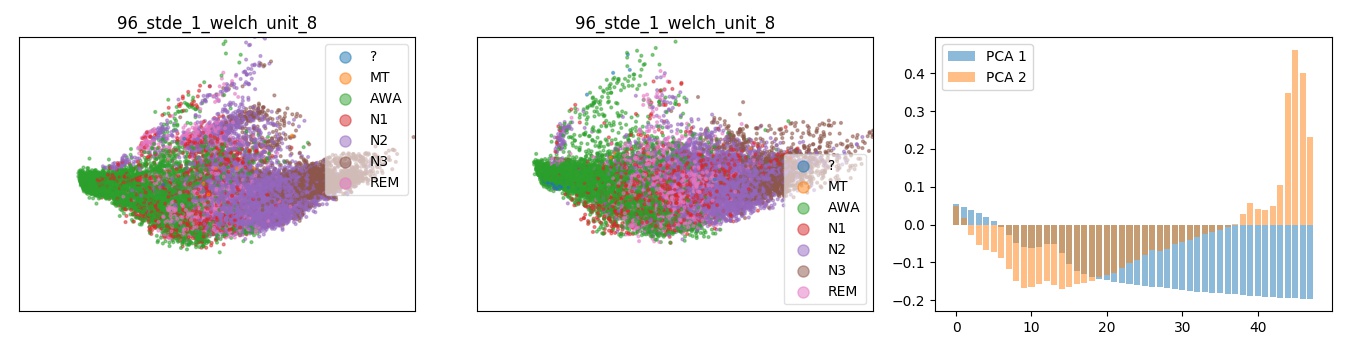 96_stde_1_welch_unit_8
?
MT
AWA
N1
N2
N3
REM
96_stde_1_welch_unit_8
?
MT
AWA
N1
N2
N3
REM
PCA 1
PCA 2
0.4
0.3
0.2
0.1
0.0
−0.1
−0.2
0 10 20 30 40